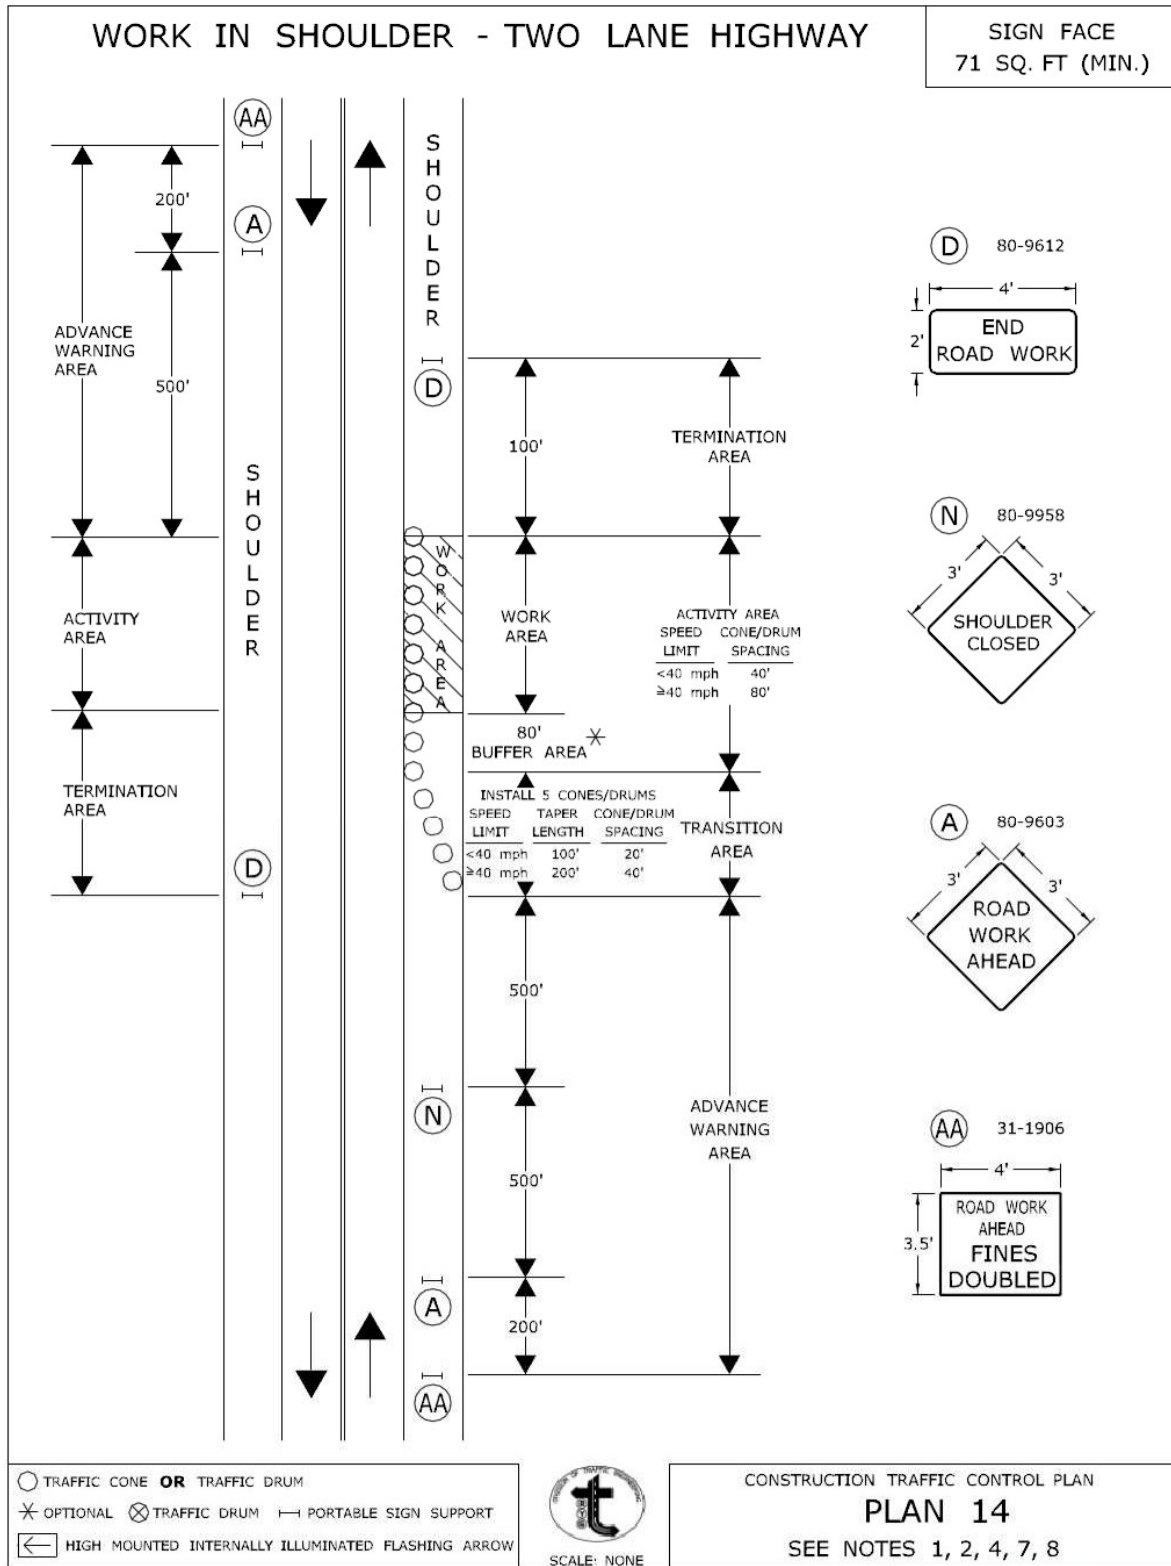 WORK IN SHOULDER - TWO LANE HIGHWAY
SIGN FACE
71 SQ. FT (MIN.)
AA
200'
A
ADVANCE
WARNING
AREA
500'
SHOULDER
SHOULDER
D
100'
TERMINATION
AREA
ACTIVITY
AREA
WORK AREA
WORK
AREA
ACTIVITY AREA
SPEED CONE/DRUM
LIMIT SPACING
<40 mph 40'
≥40 mph 80'
80'
BUFFER AREA *
TERMINATION
AREA
D
INSTALL 5 CONES/DRUMS
SPEED TAPER CONE/DRUM
LIMIT LENGTH SPACING
<40 mph 100' 20'
≥40 mph 200' 40'
TRANSITION
AREA
500'
N
500'
ADVANCE
WARNING
AREA
A
200'
AA
D 80-9612
4'
2'
END
ROAD WORK
N 80-9958
3' 3'
SHOULDER
CLOSED
A 80-9603
3' 3'
ROAD
WORK
AHEAD
AA 31-1906
4'
3.5'
ROAD WORK
AHEAD
FINES
DOUBLED
TRAFFIC CONE OR TRAFFIC DRUM
* OPTIONAL TRAFFIC DRUM PORTABLE SIGN SUPPORT
HIGH MOUNTED INTERNALLY ILLUMINATED FLASHING ARROW
DIVISION OF TRAFFIC ENGINEERING
t
SCALE: NONE
CONSTRUCTION TRAFFIC CONTROL PLAN
PLAN 14
SEE NOTES 1, 2, 4, 7, 8